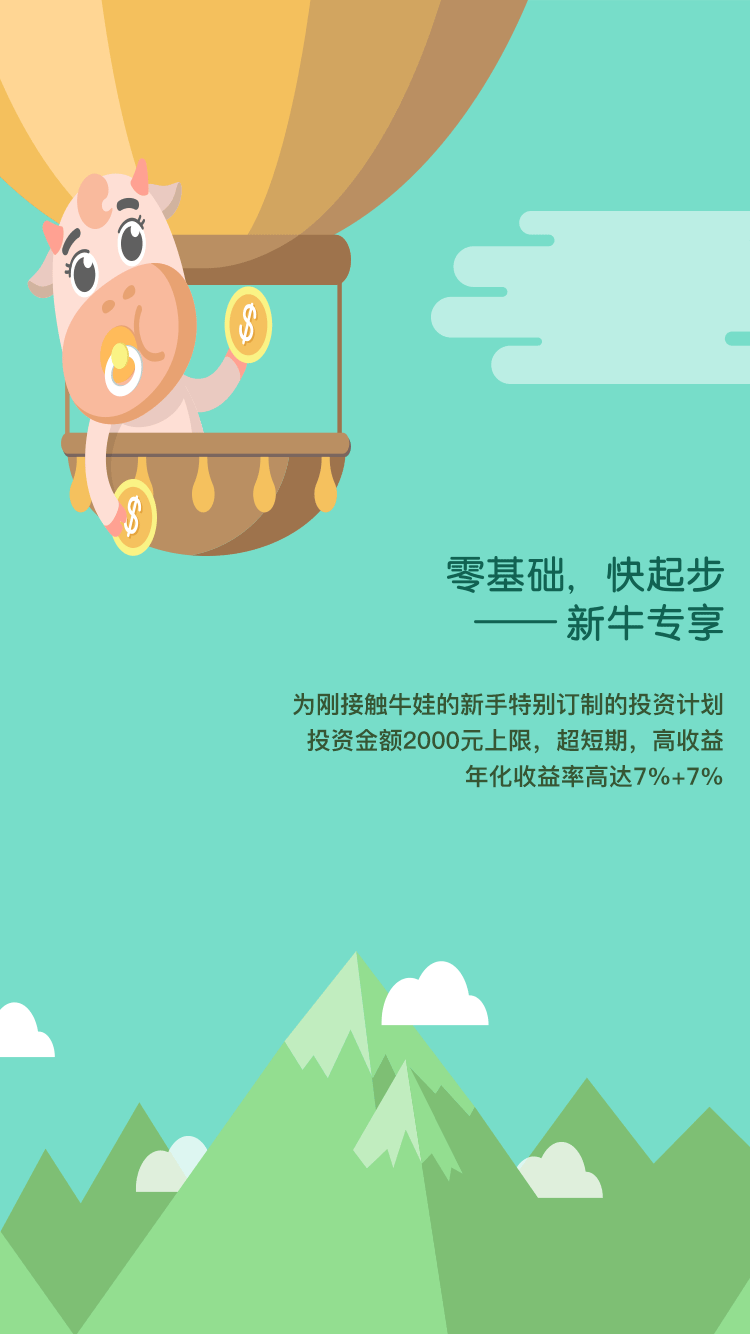 零基础，快起步
—— 新牛专享
为刚接触牛娃的新手特别订制的投资计划
投资金额2000元上限，超短期，高收益
年化收益率高达7%+7%
$
$